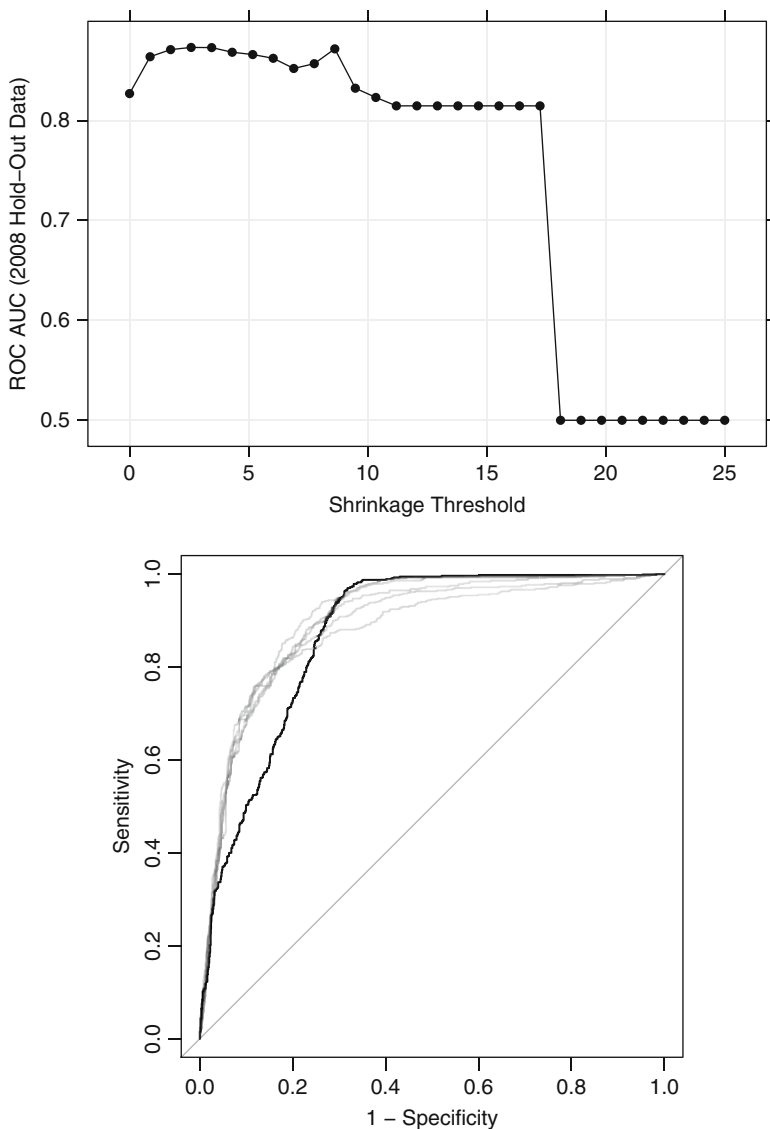 ROC AUC (2008 Hold−Out Data)
0.8
0.7
0.6
0.5
0 5 10 15 20 25
Shrinkage Threshold
Sensitivity
1.0
0.8
0.6
0.4
0.2
0.0
0.0 0.2 0.4 0.6 0.8 1.0
1 − Specificity